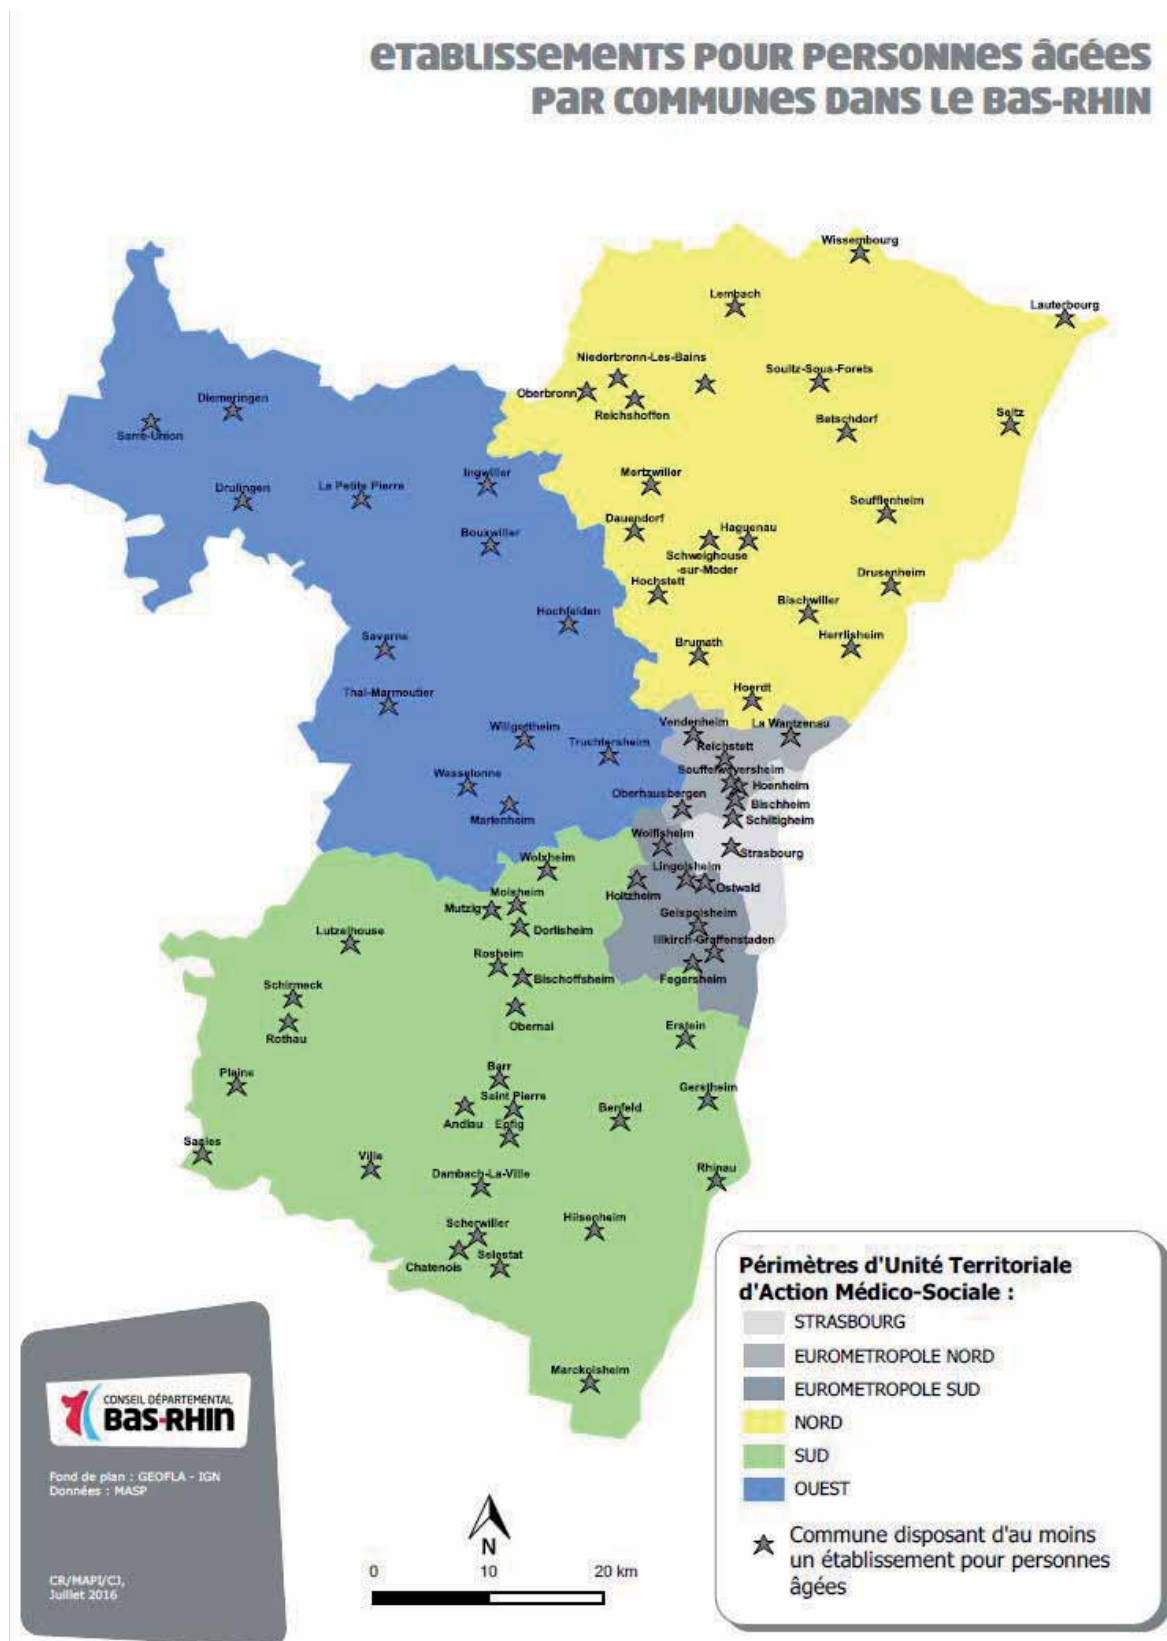 eTaBLISSemeNTS POUR PeRSONNeS âGées
PaR COMMUNes Dans Le Bas-RHIN
Wissembourg
Lembach
Lauterbourg
Niederbronn-Les-Bains
Soultz-Sous-Forets
Oberbronn
Reichshoffen
Diemeringen
Betschdorf
Seltz
Sarre-Union
Mertzwiller
Ingwiller
La Petite Pierre
Drulingen
Soufflenheim
Dauendorf
Haguenau
Bouxwiller
Schweighouse
-sur-Moder
Drusenheim
Hochstett
Bischwiller
Hochfelden
Saverne
Brumath
Herrlisheim
Thal-Marmoutier
Hoerdt
Vendenheim
La Wantzenau
Willgottheim
Truchtersheim
Reichstett
Souffelweyersheim
Wasselonne
Hoenheim
Oberhausbergen
Bischheim
Marlenheim
Schiltigheim
Wolfisheim
Strasbourg
Wolxheim
Lingolsheim
Ostwald
Holtzheim
Molsheim
Mutzig
Geispolsheim
Dorlisheim
Lutzelhouse
Illkirch-Graffenstaden
Rosheim
Bischoffsheim
Fegersheim
Schirmeck
Obernai
Erstein
Rothau
Barr
Plaine
Gerstheim
Saint Pierre
Benfeld
Andlau
Epfig
Saales
Ville
Rhinau
Dambach-La-Ville
Hilsenheim
Scherwiller
Selestat
Chatenois
Marckolsheim
Périmètres d'Unité Territoriale
d'Action Médico-Sociale :
STRASBOURG
EUROMETROPOLE NORD
EUROMETROPOLE SUD
NORD
SUD
OUEST
Commune disposant d'au moins
un établissement pour personnes
âgées
CONSEIL DÉPARTEMENTAL
Bas-RHIN
Fond de plan : GEOFLA - IGN
Données : MASP
CR/MAPI/CJ,
Juillet 2016
N
0 10 20 km